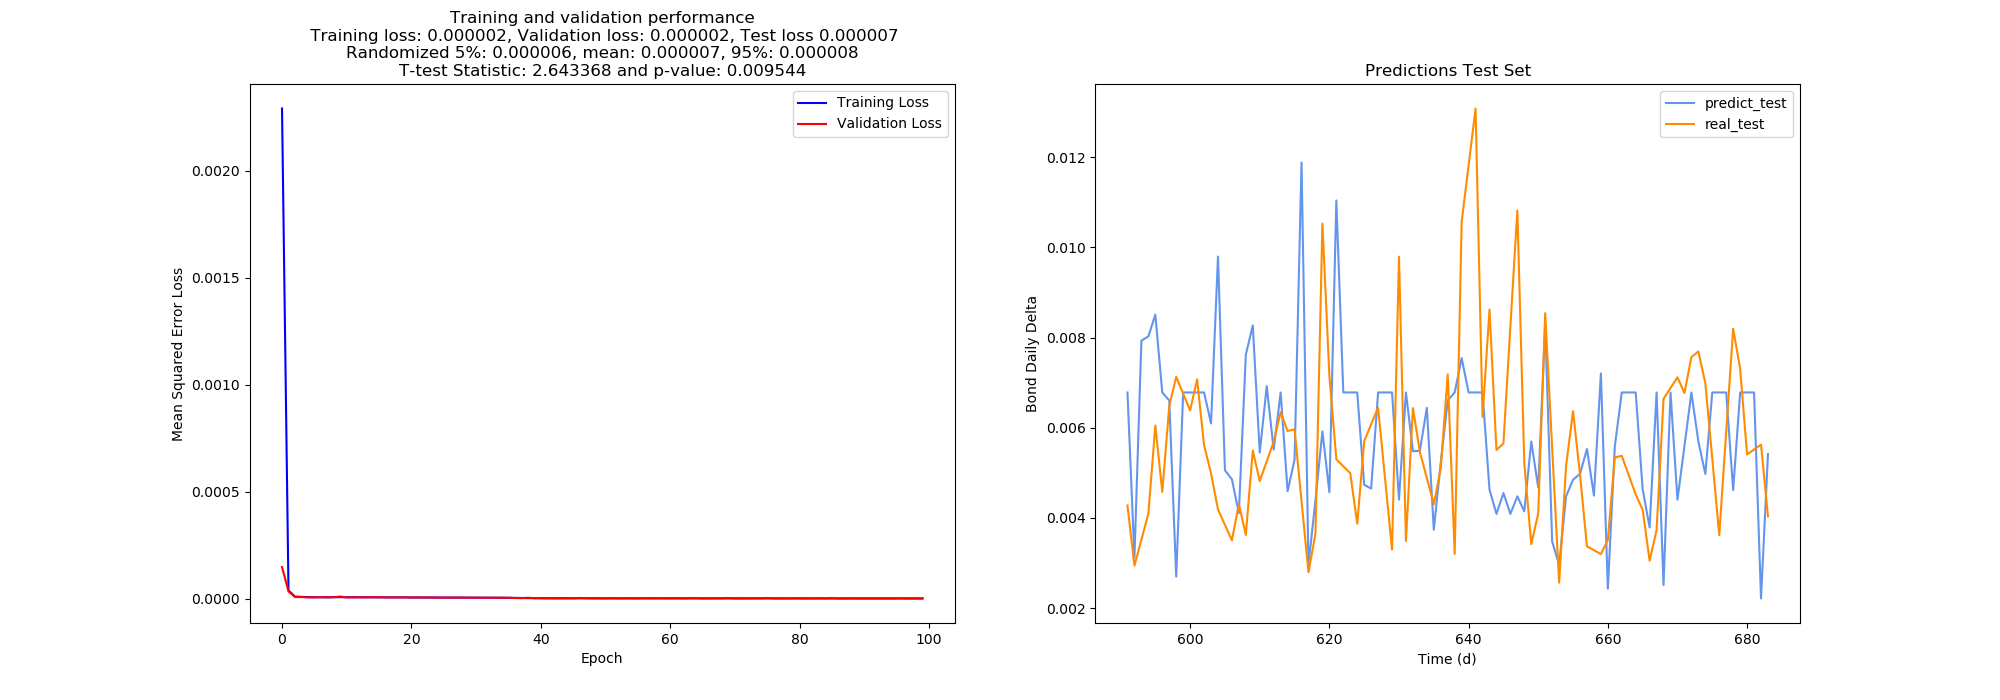 Training and validation performance
Training loss: 0.000002, Validation loss: 0.000002, Test loss 0.000007
Randomized 5%: 0.000006, mean: 0.000007, 95%: 0.000008
T-test Statistic: 2.643368 and p-value: 0.009544
Training Loss
Validation Loss
Mean Squared Error Loss
0.0020
0.0015
0.0010
0.0005
0.0000
0
20
40
60
80
100
Epoch
Predictions Test Set
predict_test
real_test
Bond Daily Delta
0.012
0.010
0.008
0.006
0.004
0.002
600
620
640
660
680
Time (d)